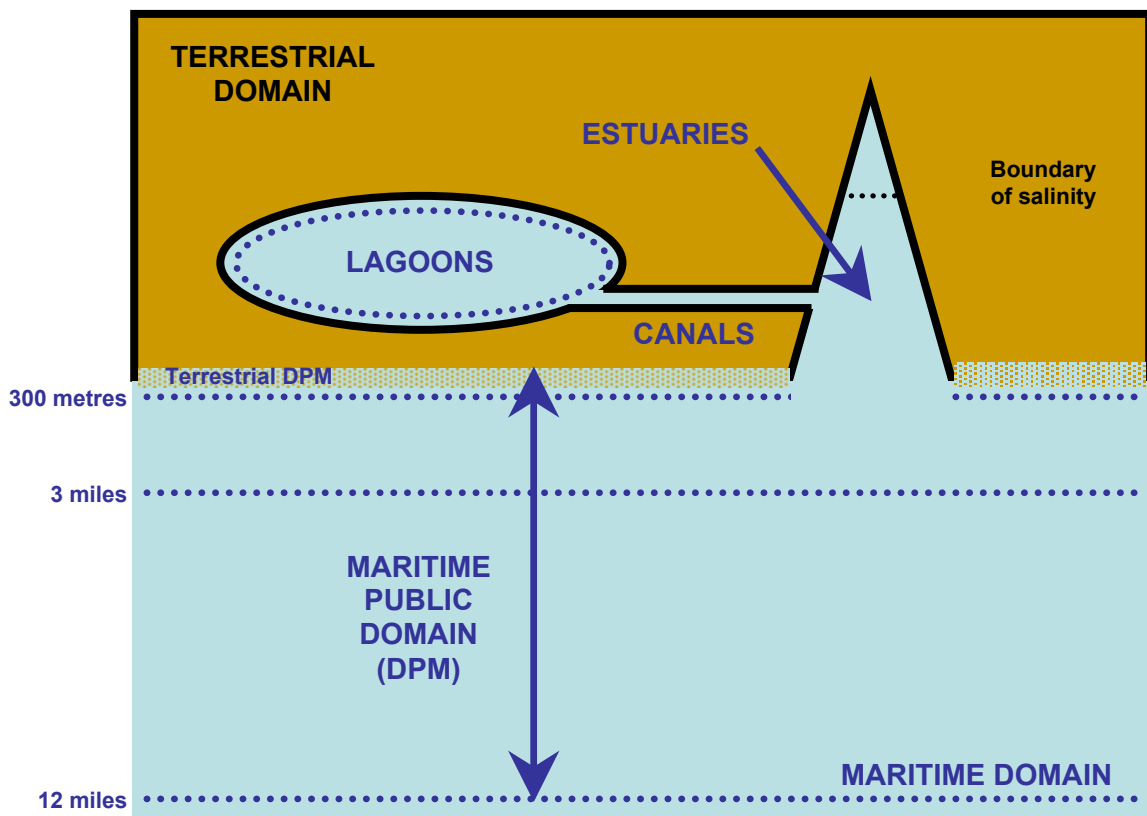 TERRESTRIAL
DOMAIN
ESTUARIES
Boundary
of salinity
LAGOONS
CANALS
Terrestrial DPM
300 metres
3 miles
MARITIME
PUBLIC
DOMAIN
(DPM)
MARITIME DOMAIN
12 miles